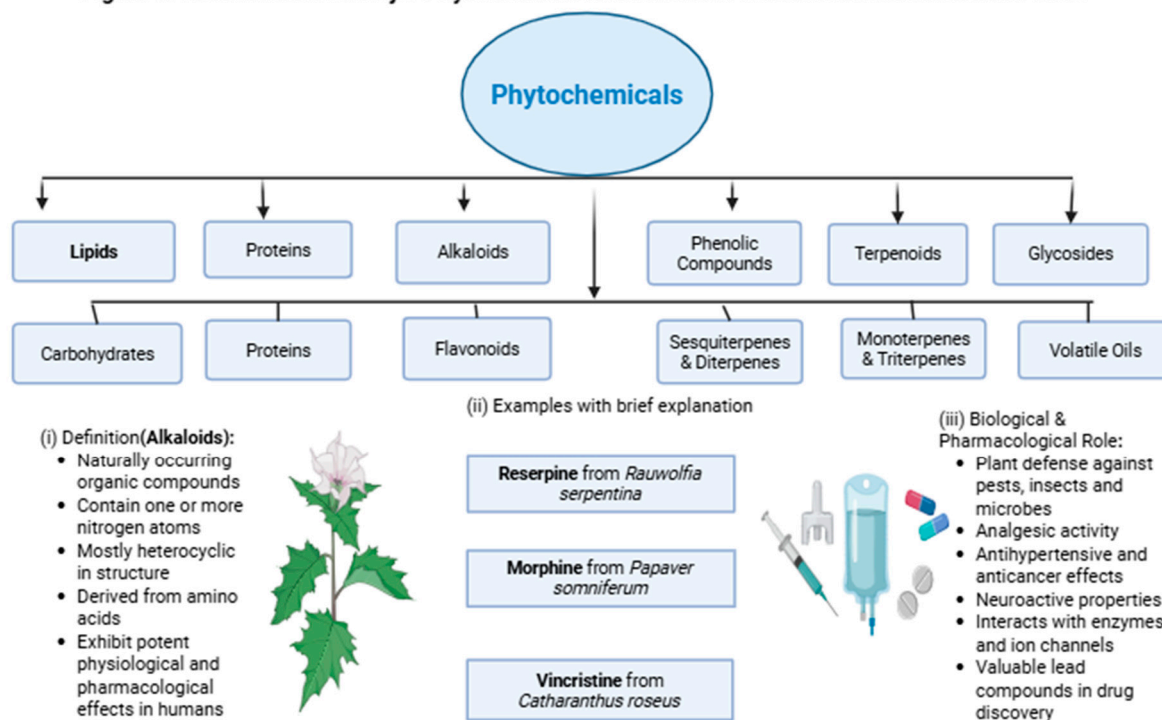 Phytochemicals
Lipids
Proteins
Alkaloids
Phenolic
Compounds
Terpenoids
Glycosides
Carbohydrates
Proteins
Flavonoids
Sesquiterpenes
& Diterpenes
Monoterpenes
& Triterpenes
Volatile Oils
(i) Definition(Alkaloids):
• Naturally occurring
organic compounds
• Contain one or more
nitrogen atoms
• Mostly heterocyclic
in structure
• Derived from amino
acids
• Exhibit potent
physiological and
pharmacological
effects in humans
(ii) Examples with brief explanation
Reserpine from Rauwolfia
serpentina
Morphine from Papaver
somniferum
Vincristine from
Catharanthus roseus
(iii) Biological &
Pharmacological Role:
• Plant defense against
pests, insects and
microbes
• Analgesic activity
• Antihypertensive and
anticancer effects
• Neuroactive properties
• Interacts with enzymes
and ion channels
• Valuable lead
compounds in drug
discovery